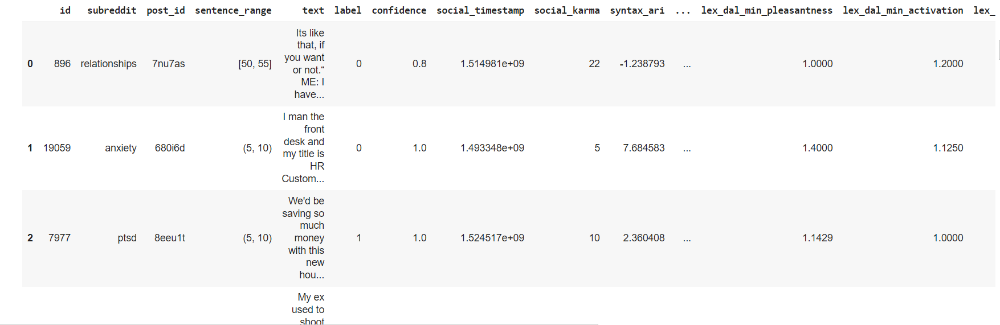 id subreddit post_id sentence_range text label confidence social_timestamp social_karma syntax_ari ... lex_dal_min_pleasantness lex_dal_min_activation lex_
Its like
that, if
you want
or not.“
ME: I
have...
0 896 relationships 7nu7as [50, 55] 0 0.8 1.514981e+09 22 -1.238793 ... 1.0000 1.2000
I man the
front
desk and
my title is
HR
Custom...
1 19059 anxiety 680i6d (5, 10) 0 1.0 1.493348e+09 5 7.684583 ... 1.4000 1.1250
We'd be
saving so
much
money
with this
new
hou...
2 7977 ptsd 8eeu1t (5, 10) 1 1.0 1.524517e+09 10 2.360408 ... 1.1429 1.0000
My ex
used to
shoot